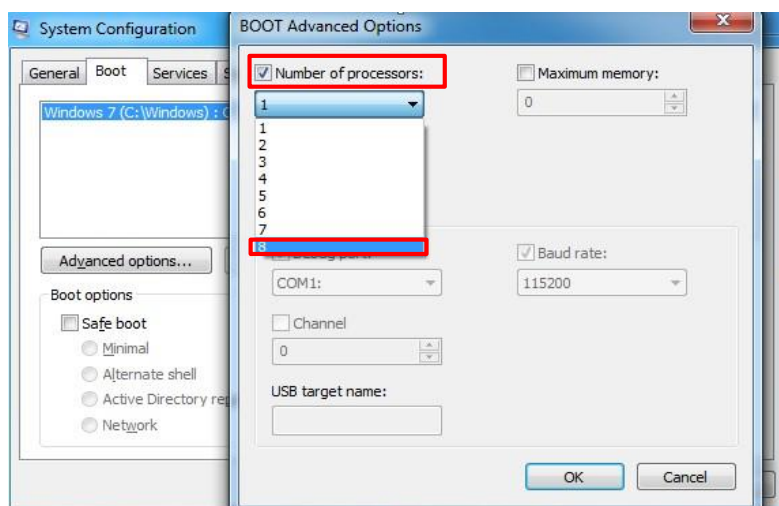 System Configuration
BOOT Advanced Options
General Boot Services
Windows 7 (C:\Windows) :
Advanced options...
Boot options
Safe boot
Minimal
Alternate shell
Active Directory
Network
Number of processors:
1
1
2
3
4
5
6
7
8
Maximum memory:
0
Baud rate:
COM1:
115200
Channel
0
USB target name:
OK Cancel